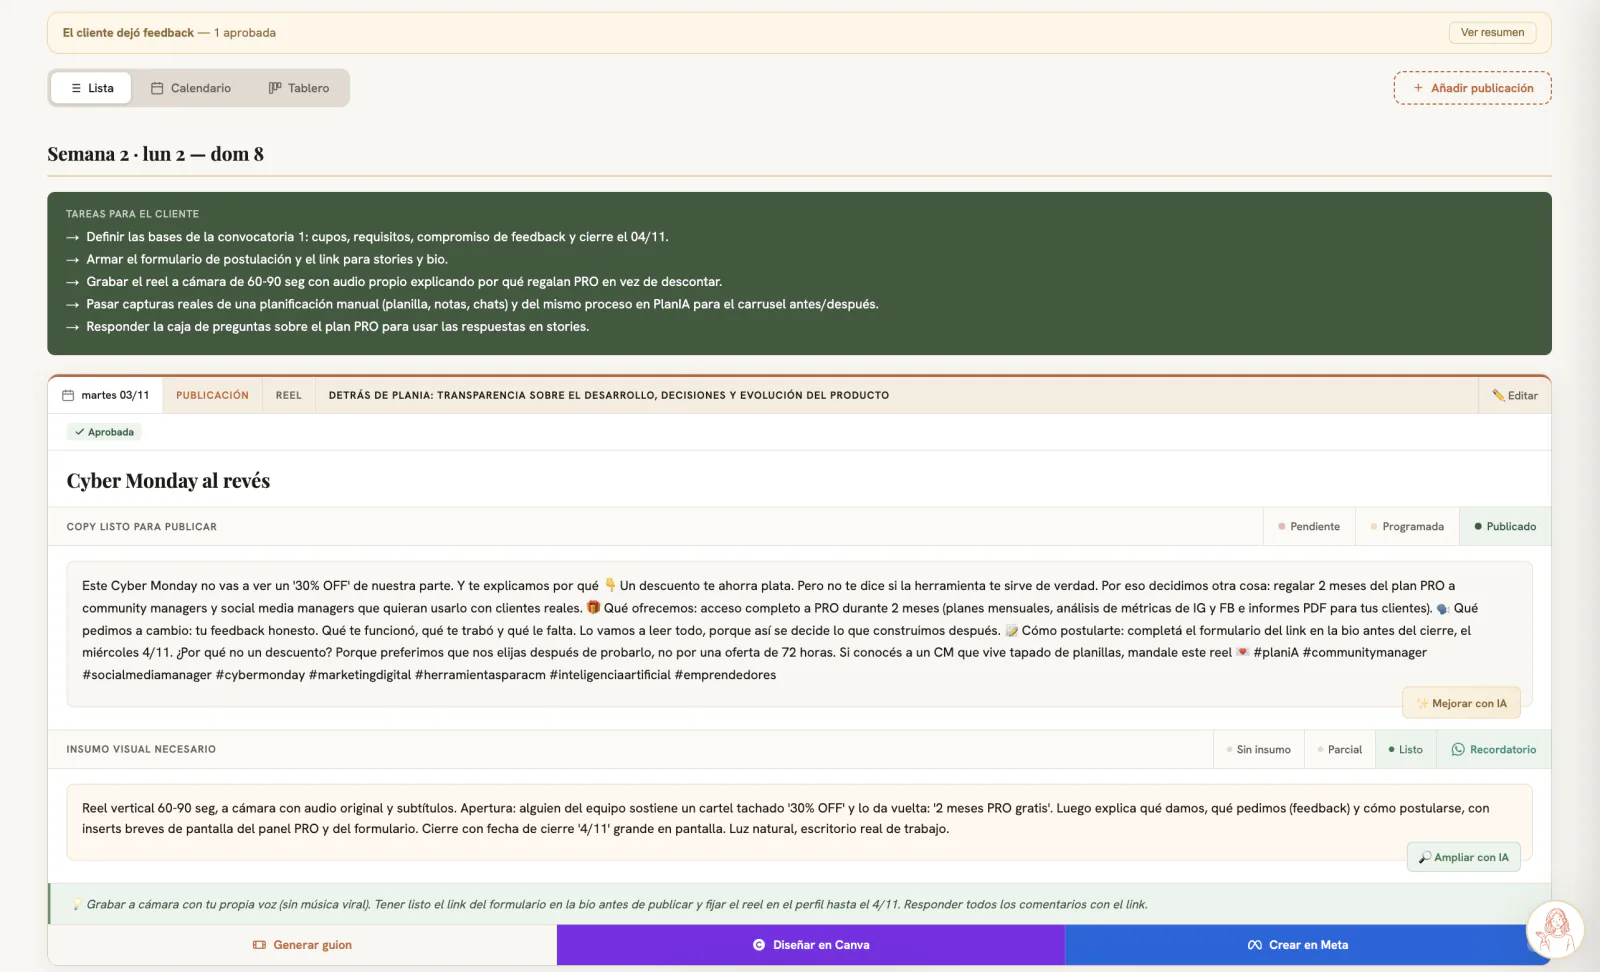 El cliente dejó feedback — 1 aprobada
Ver resumen
Lista
Calendario
Tablero
+ Añadir publicación
Semana 2 · lun 2 — dom 8
TAREAS PARA EL CLIENTE
→ Definir las bases de la convocatoria 1: cupos, requisitos, compromiso de feedback y cierre el 04/11.
→ Armar el formulario de postulación y el link para stories y bio.
→ Grabar el reel a cámara de 60-90 seg con audio propio explicando por qué regalan PRO en vez de descontar.
→ Pasar capturas reales de una planificación manual (planilla, notas, chats) y del mismo proceso en PlanIA para el carrusel antes/después.
→ Responder la caja de preguntas sobre el plan PRO para usar las respuestas en stories.
martes 03/11
PUBLICACIÓN
REEL
DETRÁS DE PLANIA: TRANSPARENCIA SOBRE EL DESARROLLO, DECISIONES Y EVOLUCIÓN DEL PRODUCTO
✏️ Editar
✓ Aprobada
Cyber Monday al revés
COPY LISTO PARA PUBLICAR
Pendiente
Programada
Publicado
Este Cyber Monday no vas a ver un '30% OFF' de nuestra parte. Y te explicamos por qué 👇 Un descuento te ahorra plata. Pero no te dice si la herramienta te sirve de verdad. Por eso decidimos otra cosa: regalar 2 meses del plan PRO a
community managers y social media managers que quieran usarlo con clientes reales. 🎁 Qué ofrecemos: acceso completo a PRO durante 2 meses (planes mensuales, análisis de métricas de IG y FB e informes PDF para tus clientes). 🗣️ Qué
pedimos a cambio: tu feedback honesto. Qué te funcionó, qué te trabó y qué le falta. Lo vamos a leer todo, porque así se decide lo que construimos después. 📝 Cómo postularte: completá el formulario del link en la bio antes del cierre, el
miércoles 4/11. ¿Por qué no un descuento? Porque preferimos que nos elijas después de probarlo, no por una oferta de 72 horas. Si conocés a un CM que vive tapado de planillas, mandale este reel 💌 #planiA #communitymanager
#socialmediamanager #cybermonday #marketingdigital #herramientasparacm #inteligenciaartificial #emprendedores
✨ Mejorar con IA
INSUMO VISUAL NECESARIO
Sin insumo
Parcial
Listo
Recordatorio
Reel vertical 60-90 seg, a cámara con audio original y subtítulos. Apertura: alguien del equipo sostiene un cartel tachado '30% OFF' y lo da vuelta: '2 meses PRO gratis'. Luego explica qué damos, qué pedimos (feedback) y cómo postularse, con
inserts breves de pantalla del panel PRO y del formulario. Cierre con fecha de cierre '4/11' grande en pantalla. Luz natural, escritorio real de trabajo.
🔎 Ampliar con IA
💡 Grabar a cámara con tu propia voz (sin música viral). Tener listo el link del formulario en la bio antes de publicar y fijar el reel en el perfil hasta el 4/11. Responder todos los comentarios con el link.
Generar guion
Diseñar en Canva
Crear en Meta